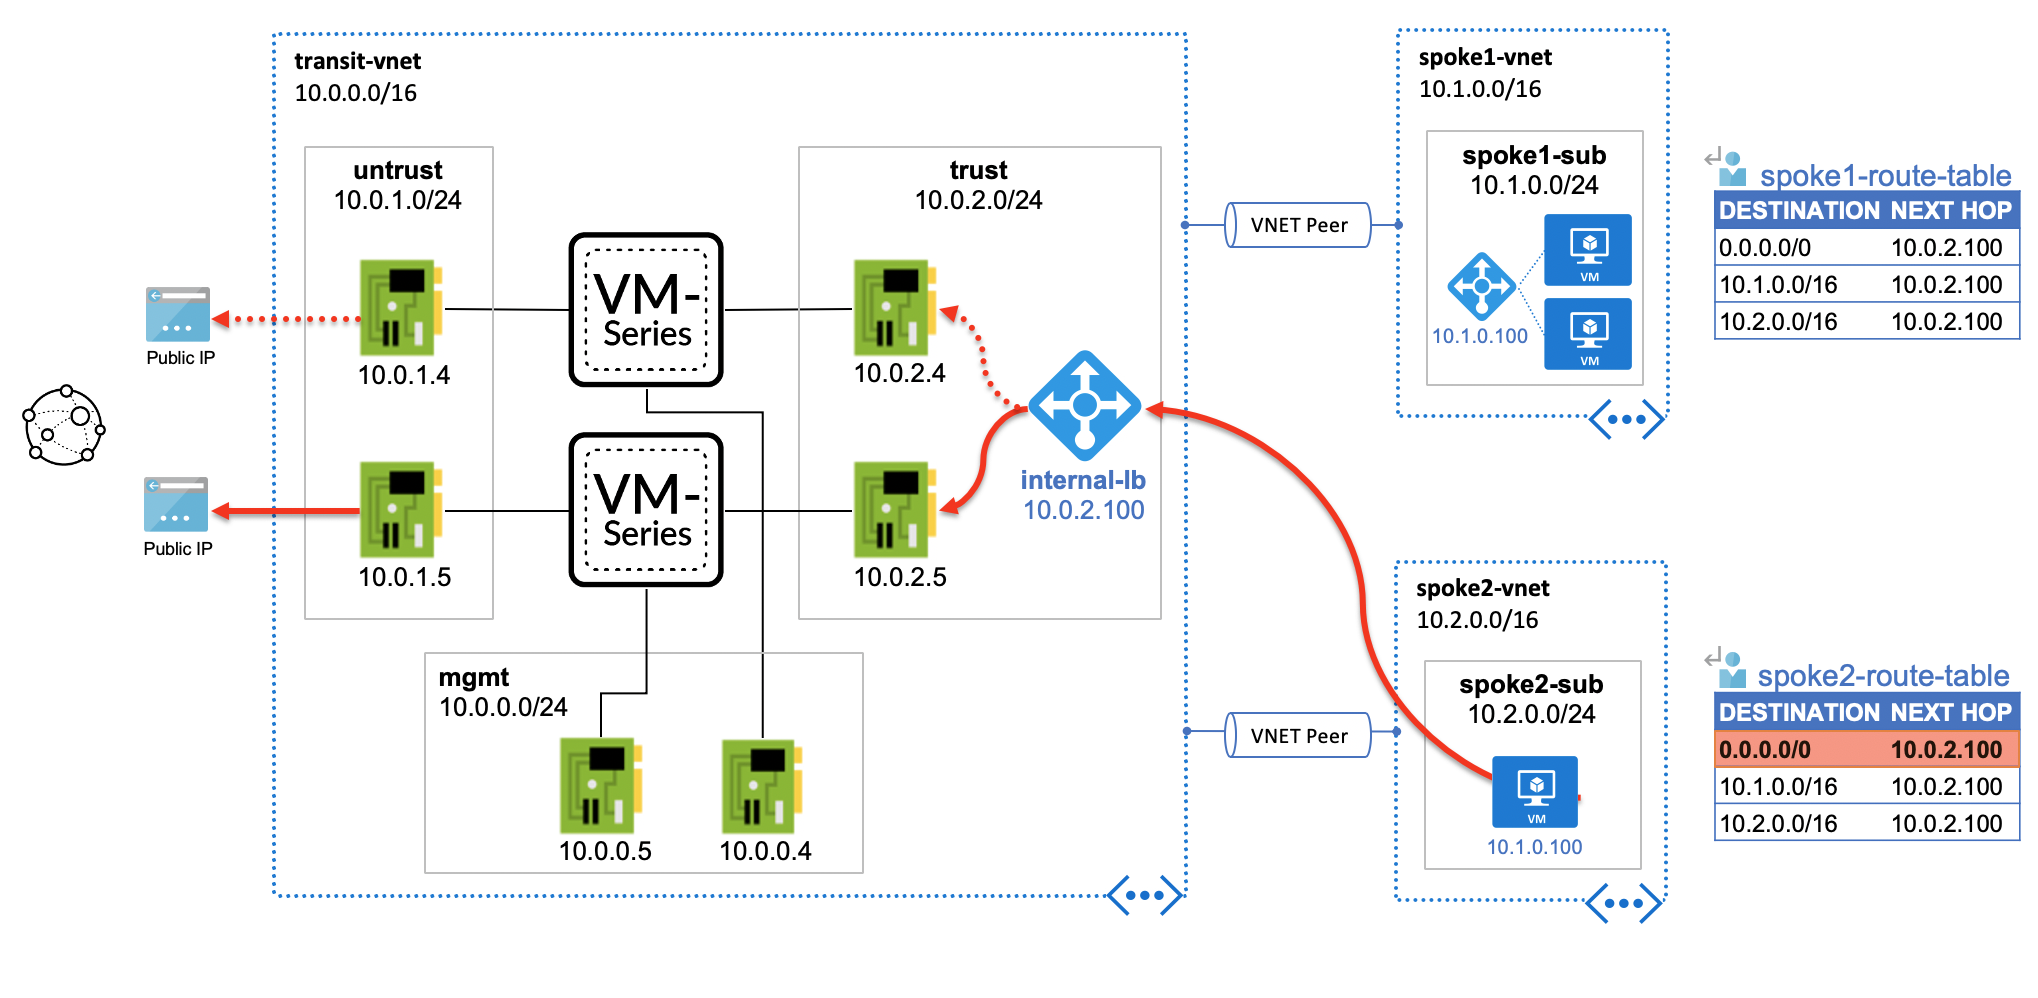 transit-vnet
10.0.0.0/16
untrust
10.0.1.0/24
10.0.1.4
10.0.1.5
Public IP
Public IP
VM-
Series
VM-
Series
trust
10.0.2.0/24
10.0.2.4
10.0.2.5
internal-lb
10.0.2.100
mgmt
10.0.0.0/24
10.0.0.5
10.0.0.4
VNET Peer
VNET Peer
spoke1-vnet
10.1.0.0/16
spoke1-sub
10.1.0.0/24
VM
VM
10.1.0.100
spoke1-route-table
DESTINATION NEXT HOP
0.0.0.0/0 10.0.2.100
10.1.0.0/16 10.0.2.100
10.2.0.0/16 10.0.2.100
spoke2-vnet
10.2.0.0/16
spoke2-sub
10.2.0.0/24
VM
10.1.0.100
spoke2-route-table
DESTINATION NEXT HOP
0.0.0.0/0 10.0.2.100
10.1.0.0/16 10.0.2.100
10.2.0.0/16 10.0.2.100